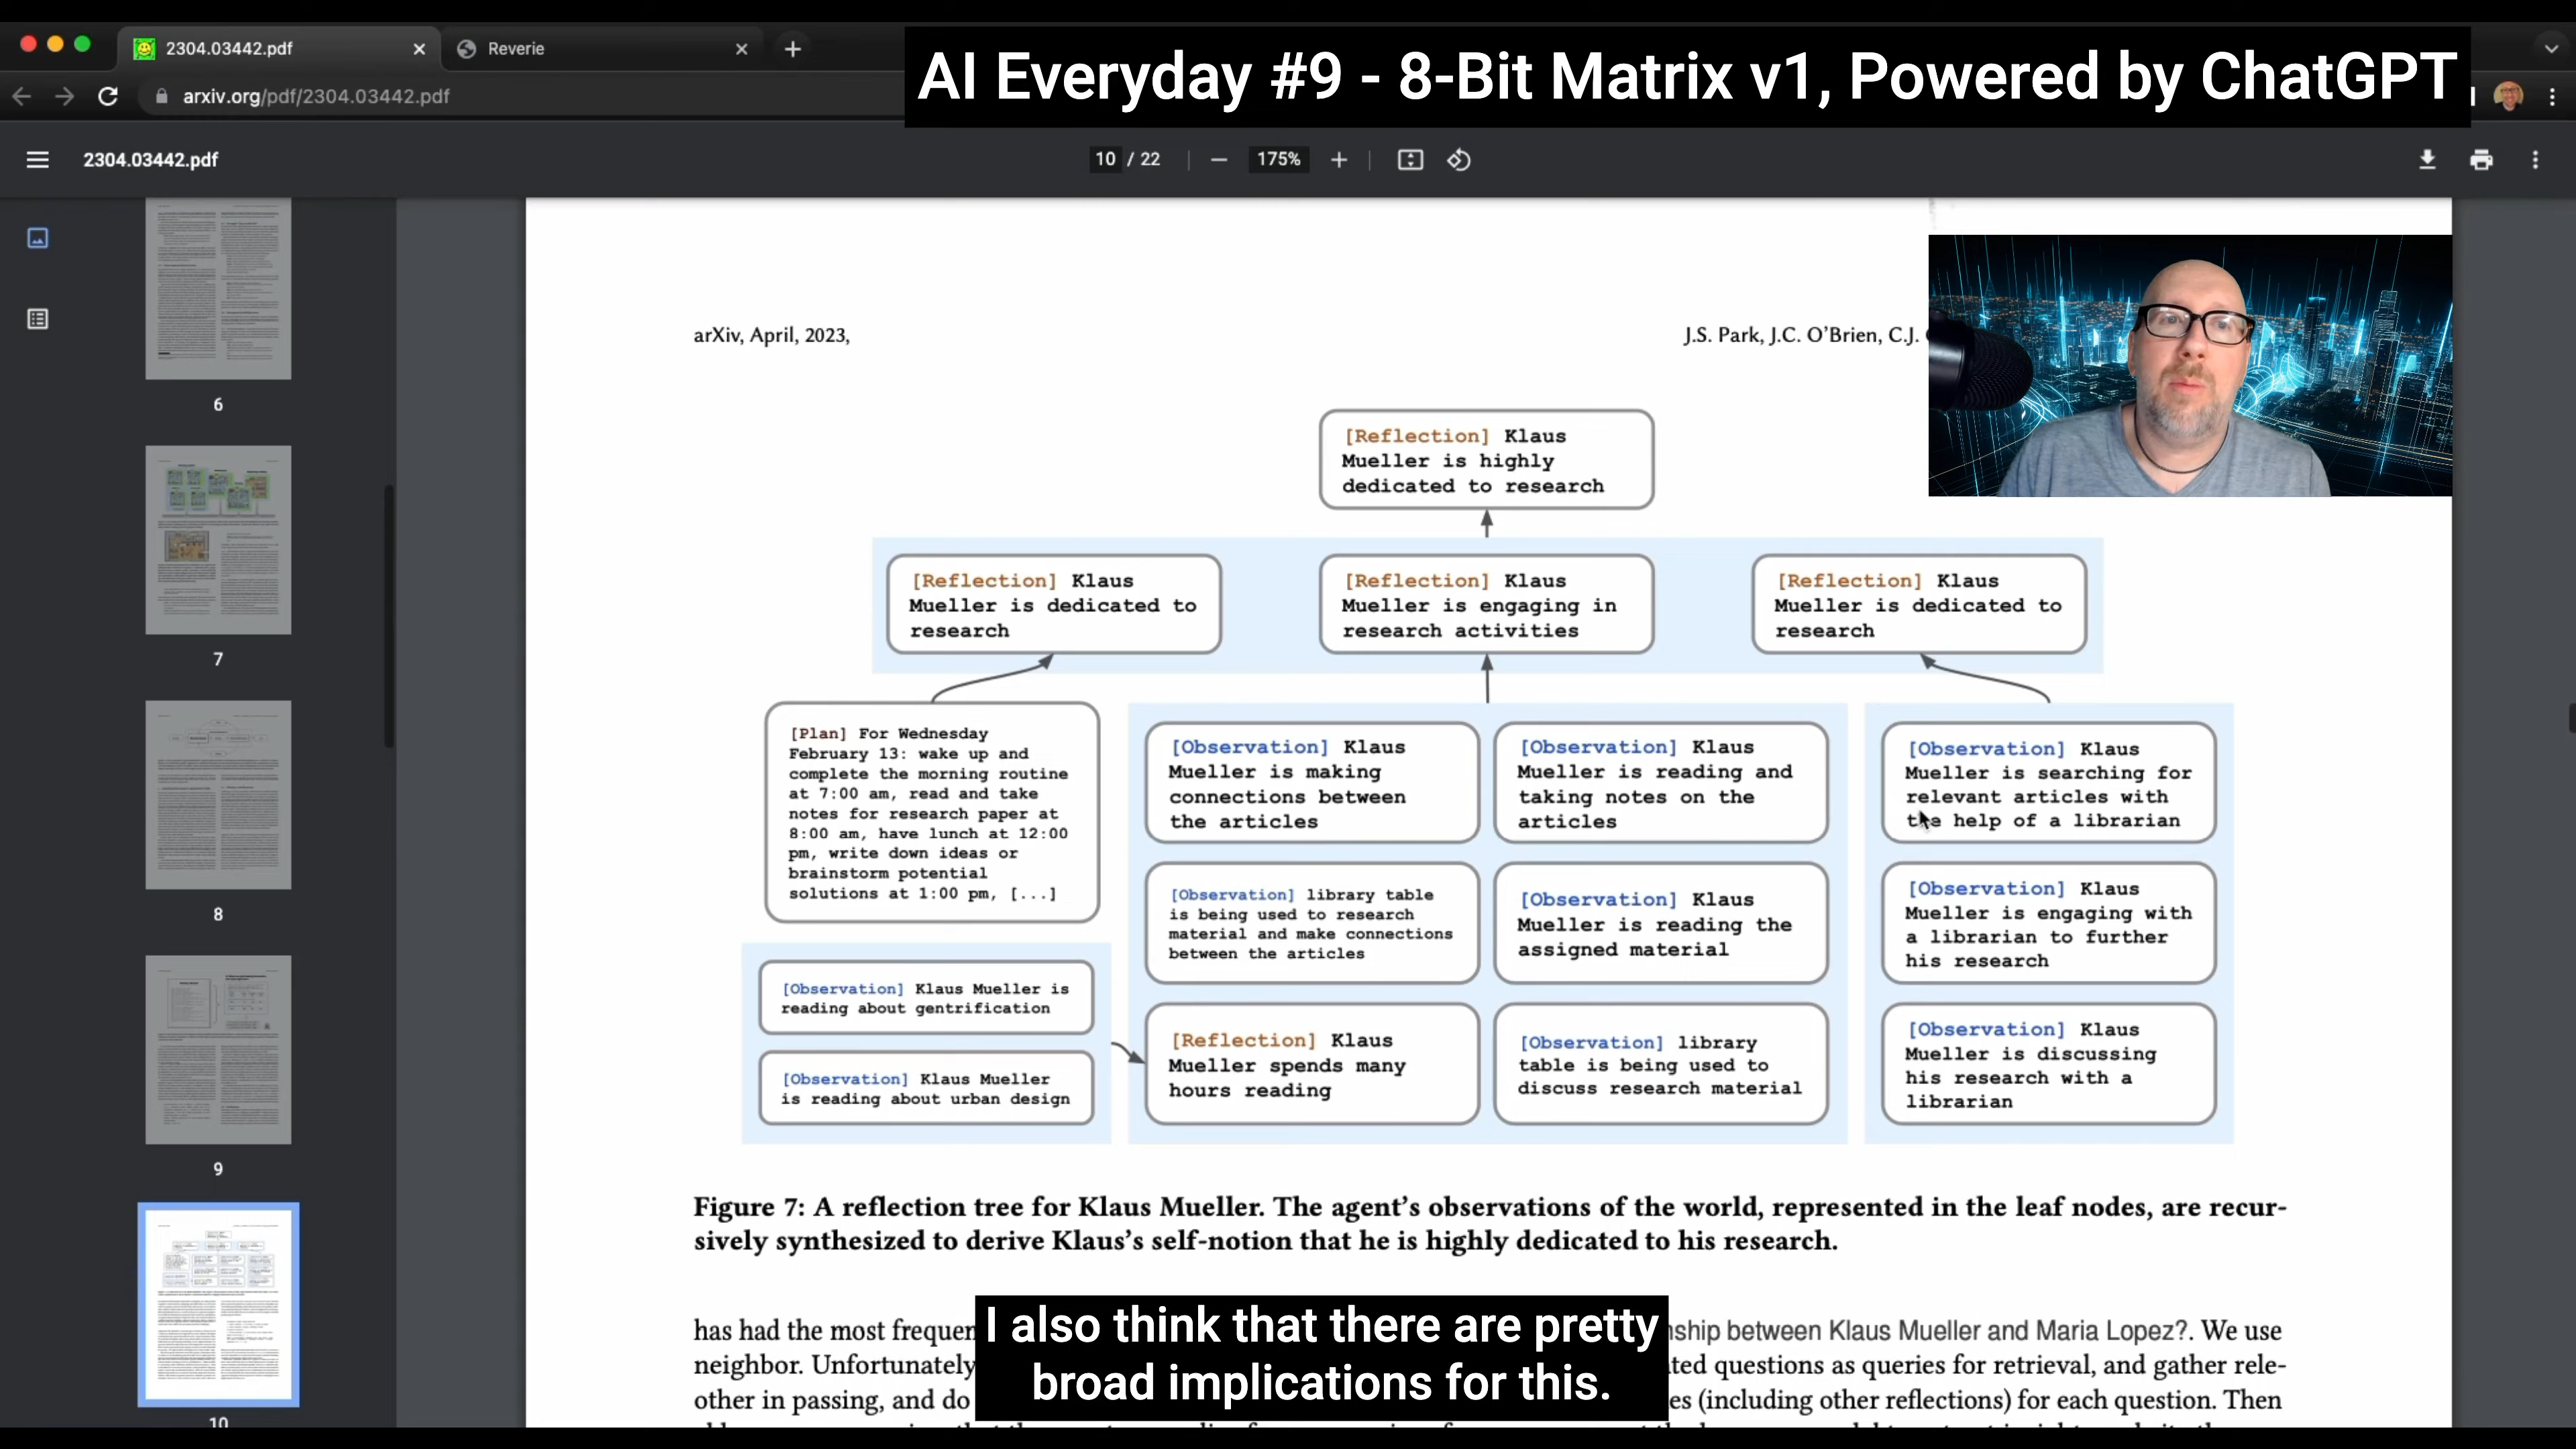 2304.03442.pdf
Reverie
AI Everyday #9 - 8-Bit Matrix v1, Powered by ChatGPT
arxiv.org/pdf/2304.03442.pdf
2304.03442.pdf
10 / 22
175%
6
7
8
9
10
arXiv, April, 2023,
J.S. Park, J.C. O'Brien, C.J.
[Reflection] Klaus
Mueller is highly
dedicated to research
[Reflection] Klaus
Mueller is dedicated to
research
[Reflection] Klaus
Mueller is engaging in
research activities
[Reflection] Klaus
Mueller is dedicated to
research
[Plan] For Wednesday
February 13: wake up and
complete the morning routine
at 7:00 am, read and take
notes for research paper at
8:00 am, have lunch at 12:00
pm, write down ideas or
brainstorm potential
solutions at 1:00 pm, [...]
[Observation] Klaus Mueller is
reading about gentrification
[Observation] Klaus Mueller
is reading about urban design
[Observation] Klaus
Mueller is making
connections between
the articles
[Observation] Klaus
Mueller is reading and
taking notes on the
articles
[Observation] library table
is being used to research
material and make connections
between the articles
[Observation] Klaus
Mueller is reading the
assigned material
[Reflection] Klaus
Mueller spends many
hours reading
[Observation] library
table is being used to
discuss research material
[Observation] Klaus
Mueller is searching for
relevant articles with
the help of a librarian
[Observation] Klaus
Mueller is engaging with
a librarian to further
his research
[Observation] Klaus
Mueller is discussing
his research with a
librarian
Figure 7: A reflection tree for Klaus Mueller. The agent's observations of the world, represented in the leaf nodes, are recur-
sively synthesized to derive Klaus's self-notion that he is highly dedicated to his research.
has had the most frequen
neighbor. Unfortunately
other in passing, and do
I also think that there are pretty
broad implications for this.
nship between Klaus Mueller and Maria Lopez?. We use
ted questions as queries for retrieval, and gather rele-
es (including other reflections) for each question. Then